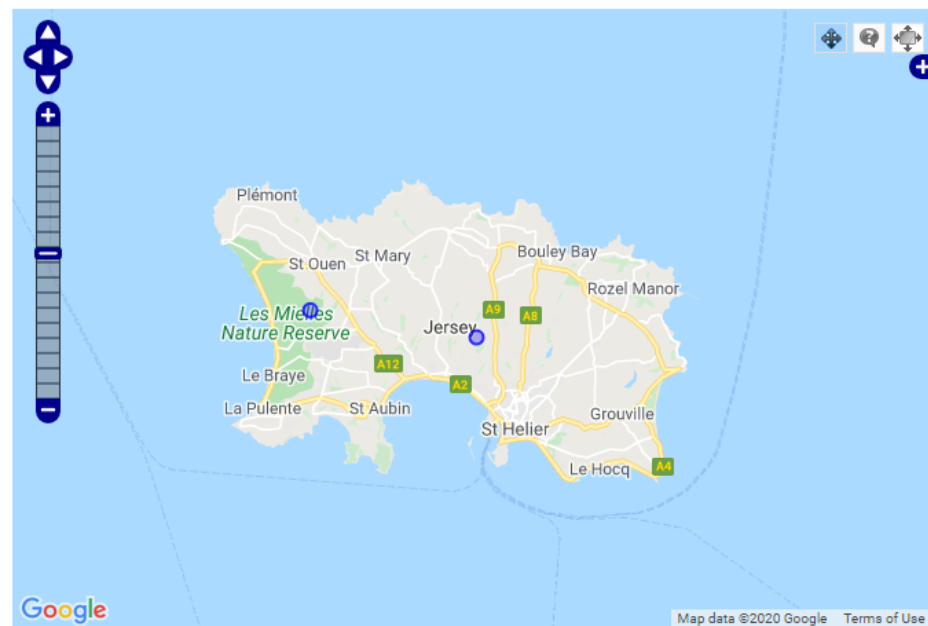 Plémont
St Ouen
St Mary
Bouley Bay
Rozel Manor
Les Mielles
Nature Reserve
Jersey
A9
A8
A12
Le Braye
A2
La Pulente
St Aubin
Grouville
St Helier
Le Hocq
A4
Google
Map data ©2020 Google Terms of Use